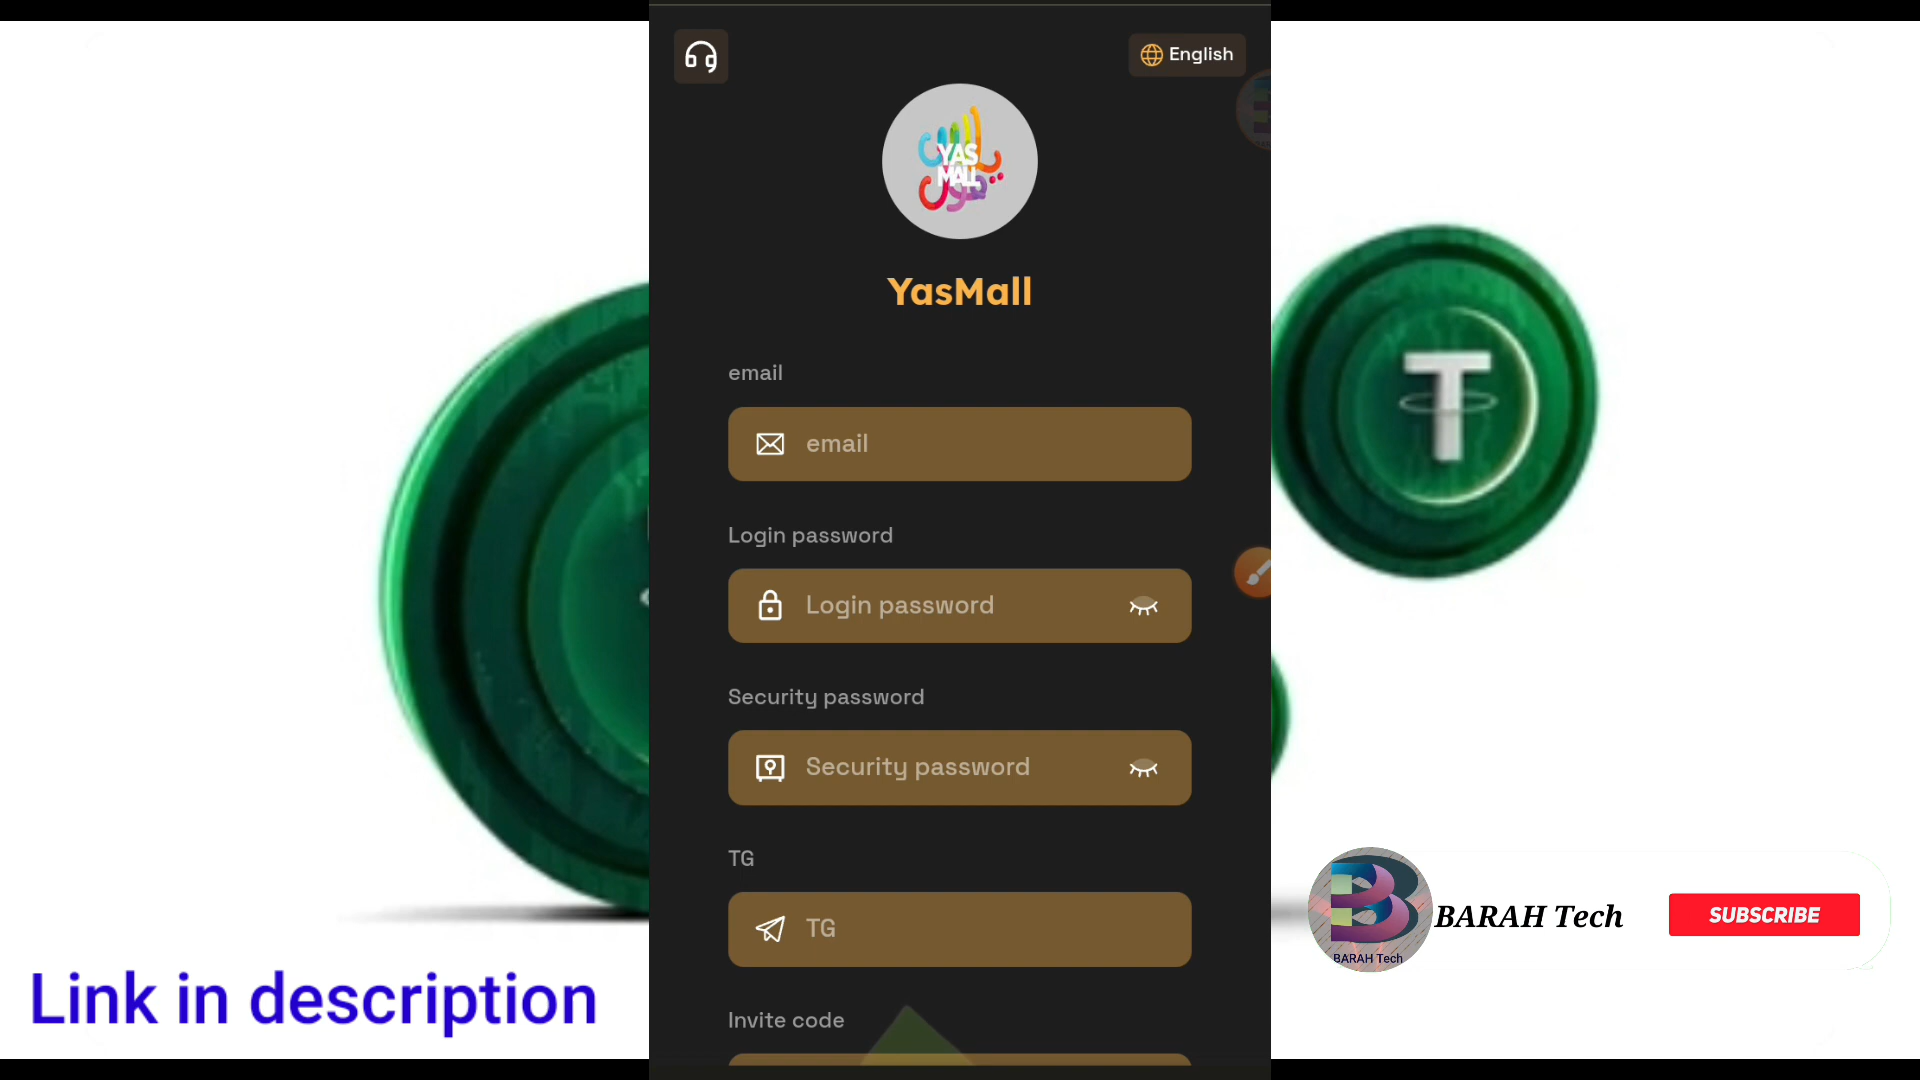 English
YAS
MALL
YasMall
email
email
Login password
Login password
Security password
Security password
TG
TG
Invite code
T
BARAH Tech
BARAH Tech
SUBSCRIBE
Link in description